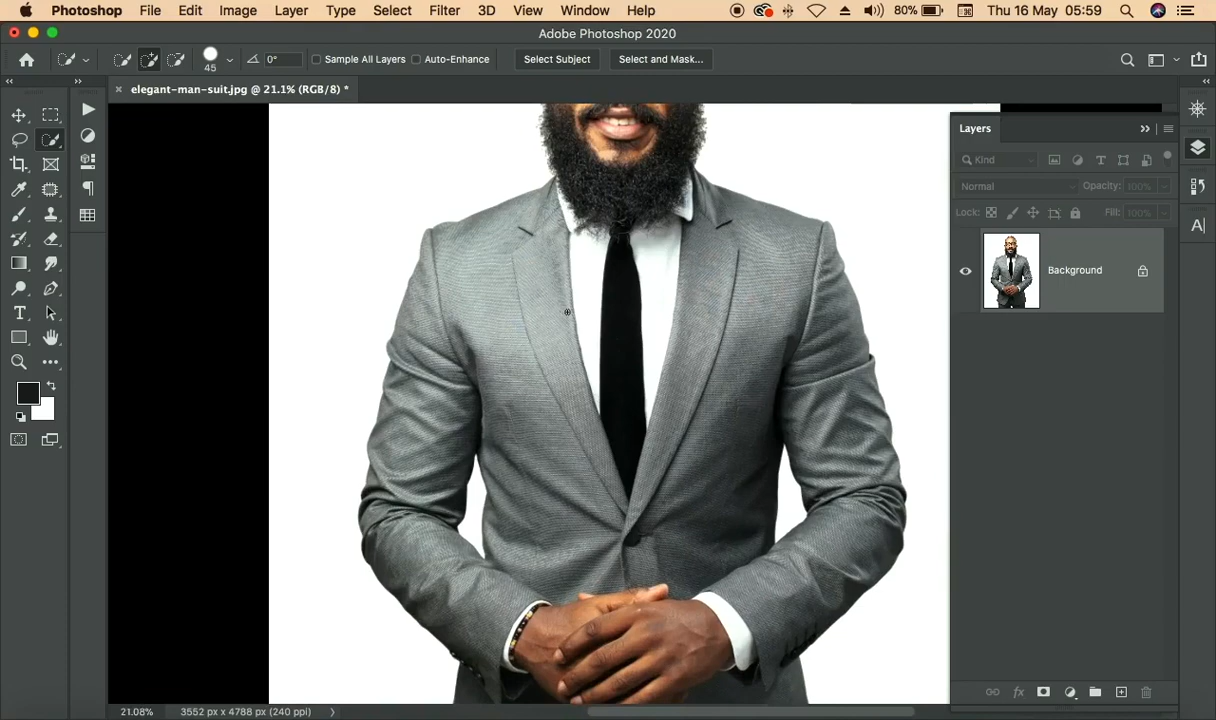 Photoshop File Edit Image Layer Type Select Filter 3D View Window Help 80% Thu 16 May 05:59
Adobe Photoshop 2020
45 0° Sample All Layers Auto-Enhance Select Subject Select and Mask...
elegant-man-suit.jpg @ 21.1% (RGB/8) *
Layers
Kind
Normal Opacity: 100%
Lock: Fill: 100%
Background
21.08% 3552 px x 4788 px (240 ppi)